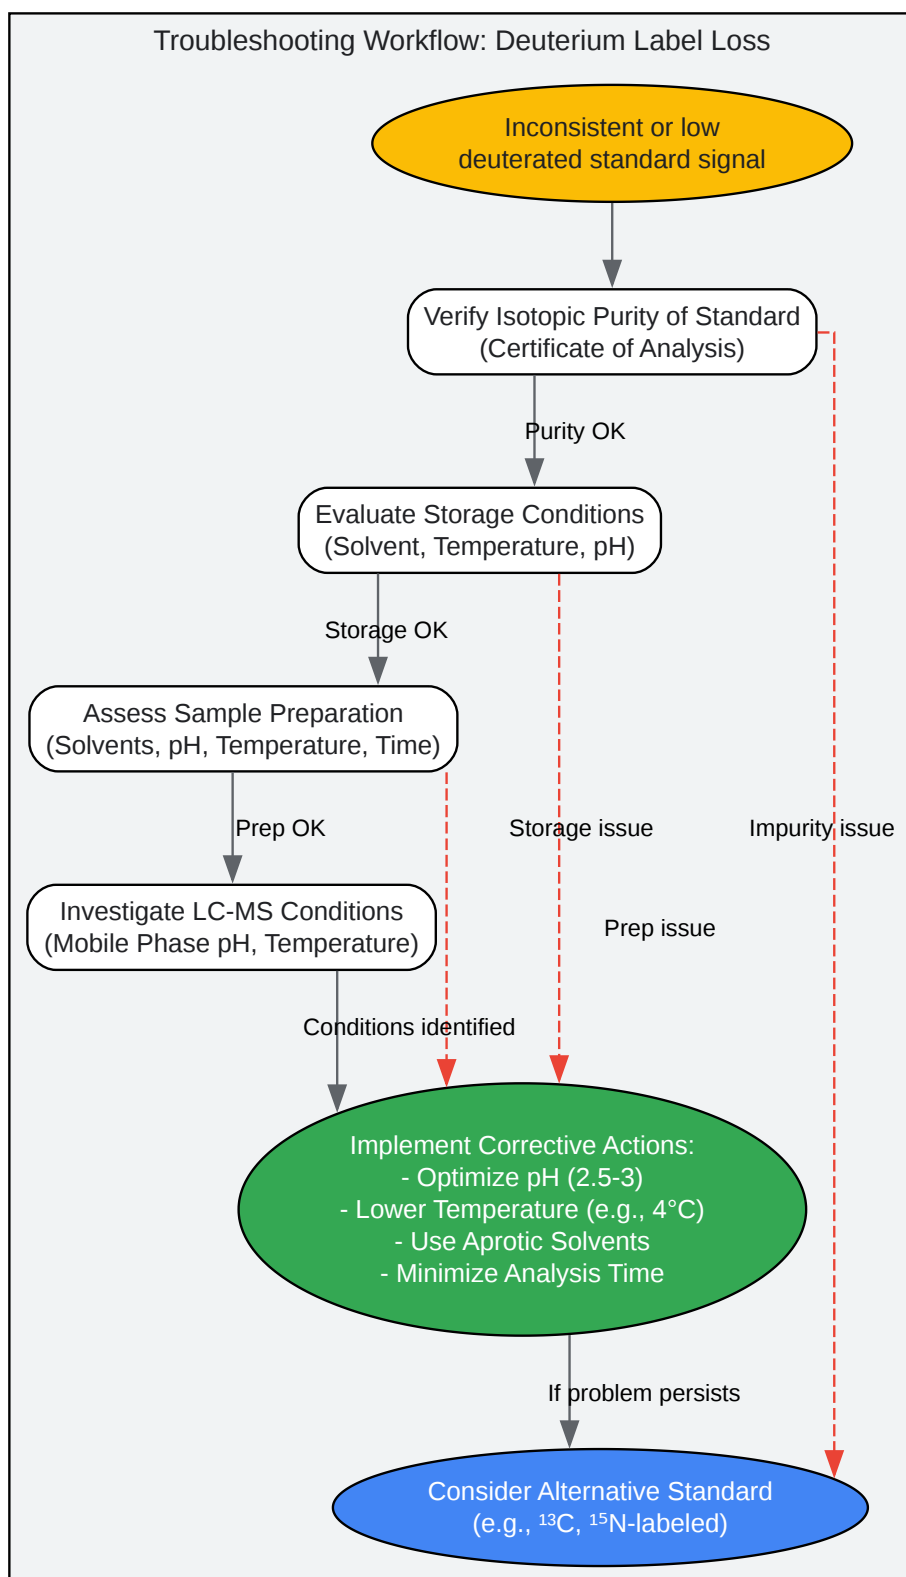 Troubleshooting Workflow: Deuterium Label Loss
Inconsistent or low
deuterated standard signal
Verify Isotopic Purity of Standard
(Certificate of Analysis)
Purity OK
Evaluate Storage Conditions
(Solvent, Temperature, pH)
Storage OK
Assess Sample Preparation
(Solvents, pH, Temperature, Time)
Prep OK
Storage issue
Impurity issue
Investigate LC-MS Conditions
(Mobile Phase pH, Temperature)
Prep issue
Conditions identified
Implement Corrective Actions:
- Optimize pH (2.5-3)
- Lower Temperature (e.g., 4°C)
- Use Aprotic Solvents
- Minimize Analysis Time
If problem persists
Consider Alternative Standard
(e.g., ¹³C, ¹⁵N-labeled)